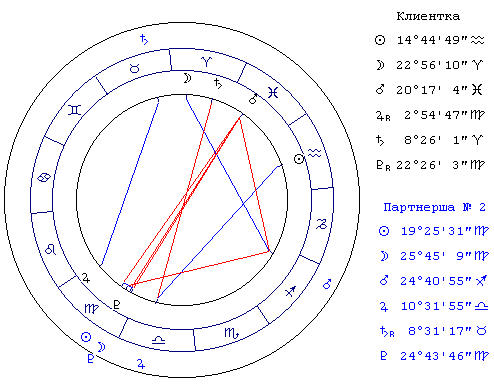 Клиентка
☉ 14°44'49"♒
☽ 22°56'10"♈
♂ 20°17' 4"♓
♃R 2°54'47"♍
♄ 8°26' 1"♈
♇R 22°26' 3"♍
Партнерша № 2
☉ 19°25'31"♍
☽ 25°45' 9"♍
♂ 24°40'55"♐
♃ 10°31'55"♎
♄R 8°31'17"♉
♇ 24°43'46"♍